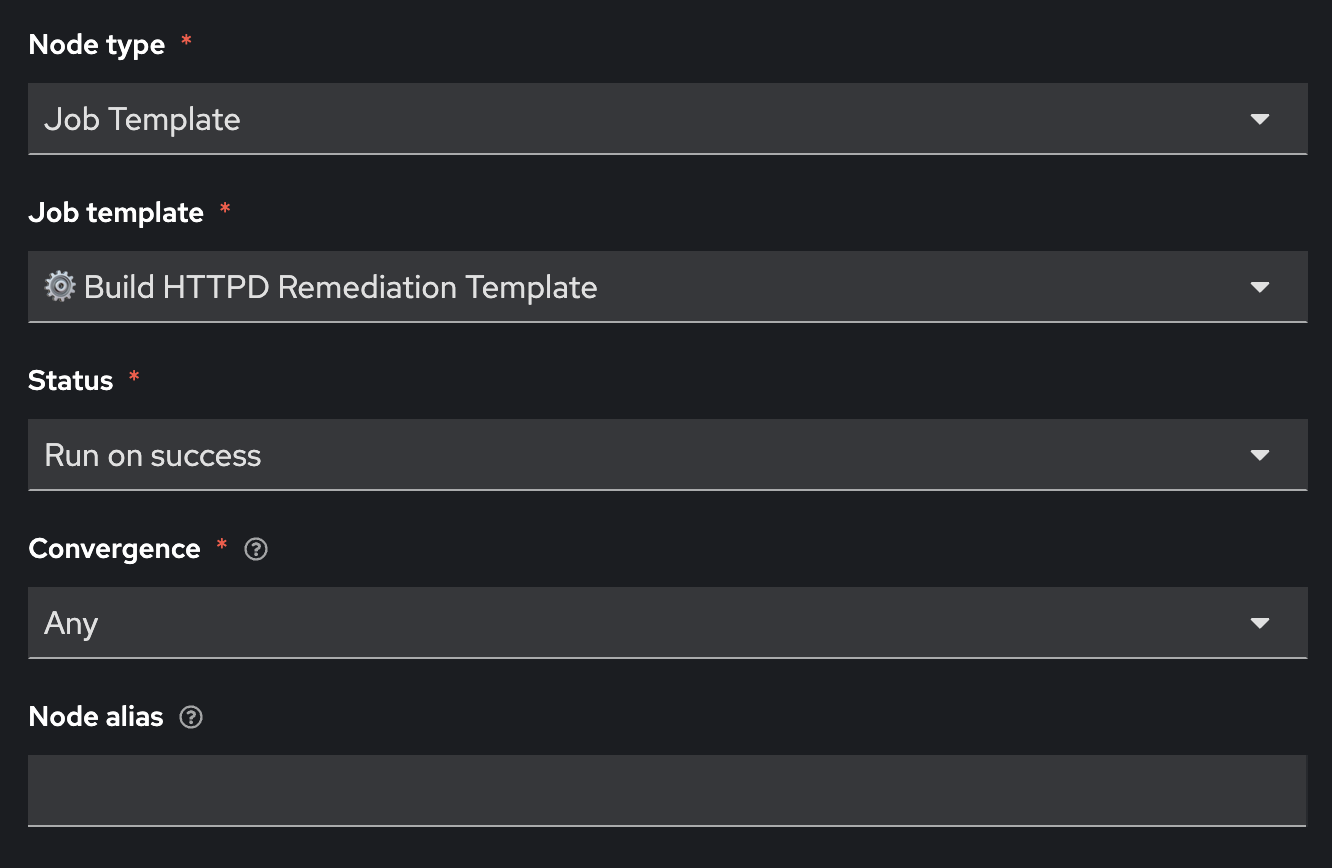 Node type *
Job Template
Job template *
⚙️ Build HTTPD Remediation Template
Status *
Run on success
Convergence * ?
Any
Node alias ?